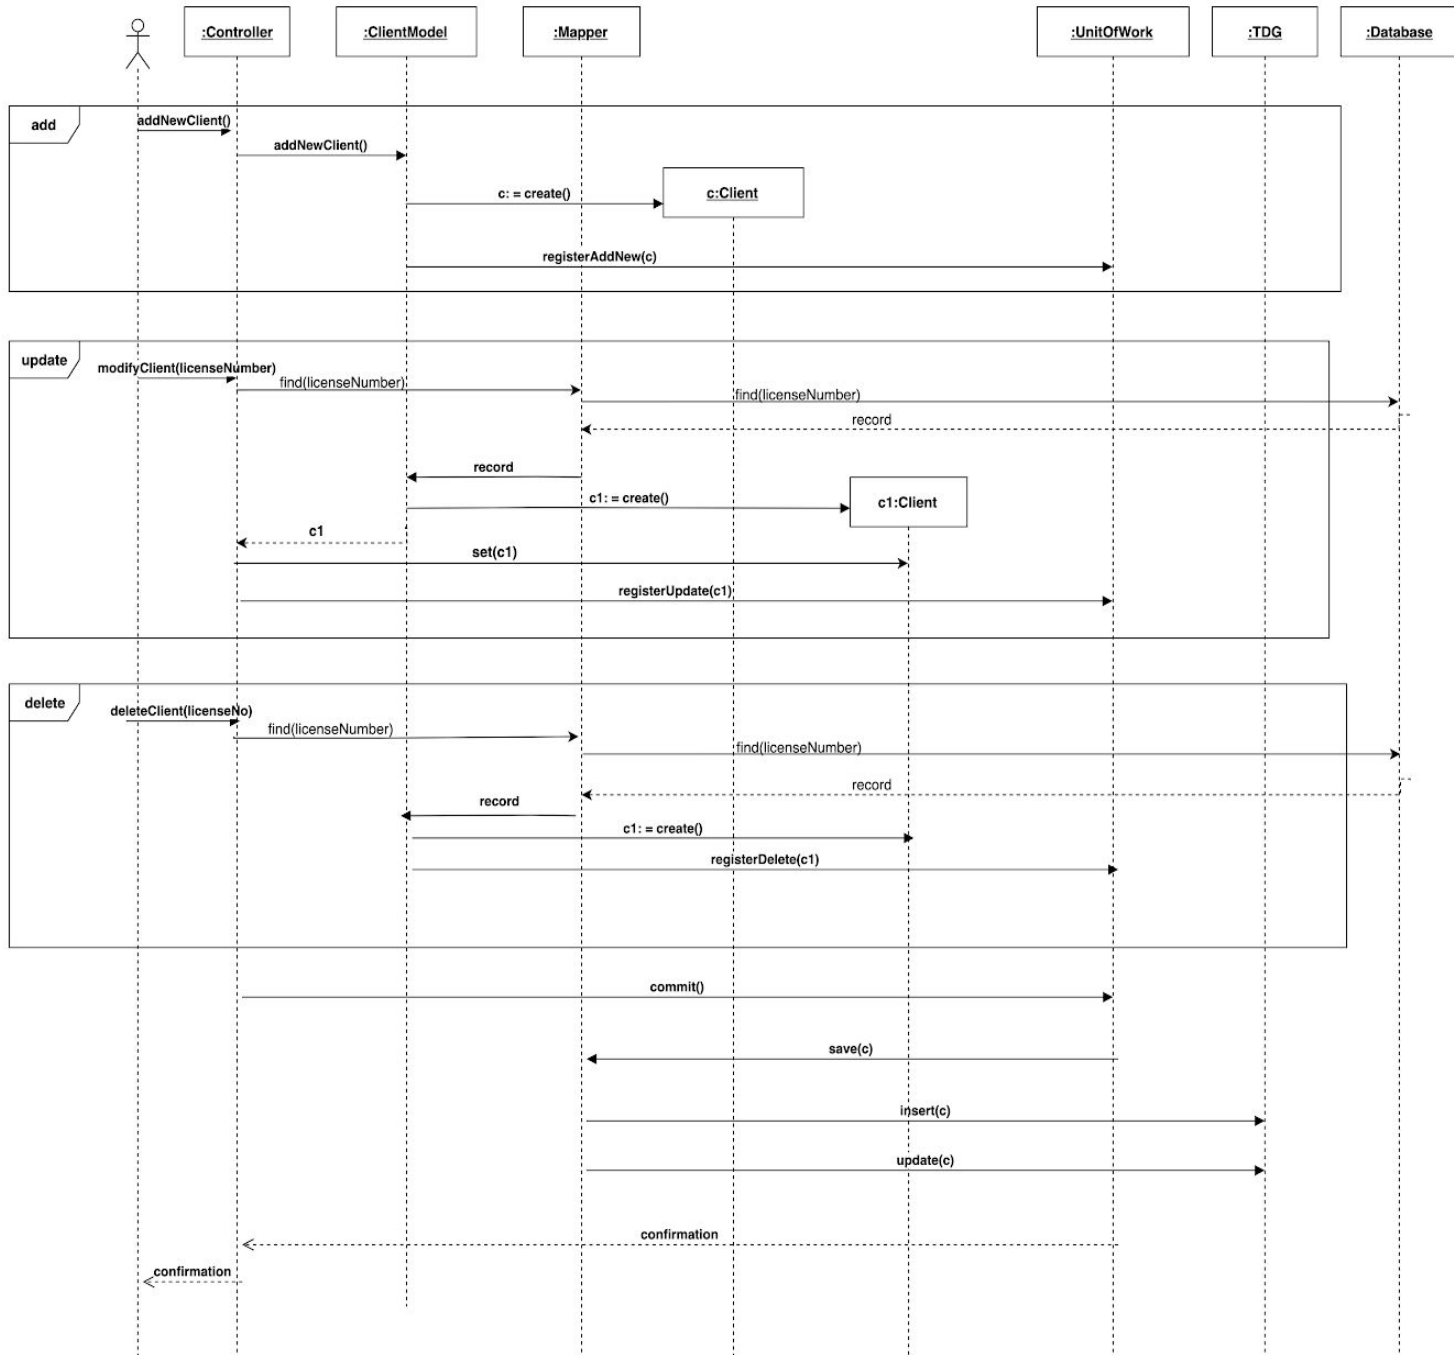 :Controller
:ClientModel
:Mapper
:UnitOfWork
:TDG
:Database
add
addNewClient()
addNewClient()
c: = create()
c:Client
registerAddNew(c)
update
modifyClient(licenseNumber)
find(licenseNumber)
find(licenseNumber)
record
record
c1: = create()
c1:Client
c1
set(c1)
registerUpdate(c1)
delete
deleteClient(licenseNo)
find(licenseNumber)
find(licenseNumber)
record
record
c1: = create()
registerDelete(c1)
commit()
save(c)
insert(c)
update(c)
confirmation
confirmation